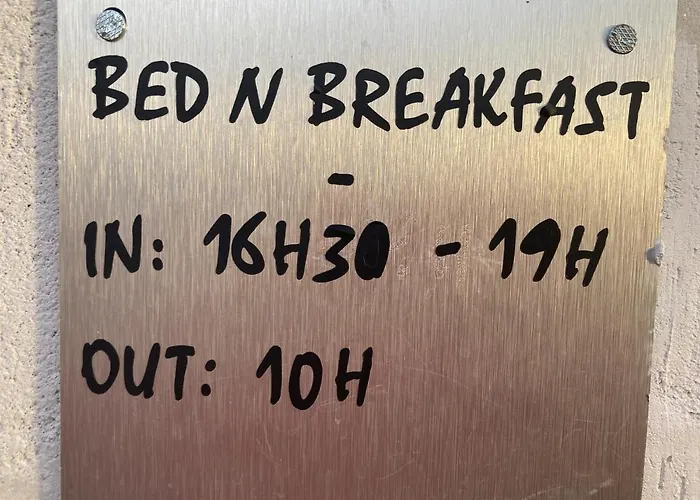 BED N BREAKFAST
-
IN: 16H30 - 19H
OUT: 10H